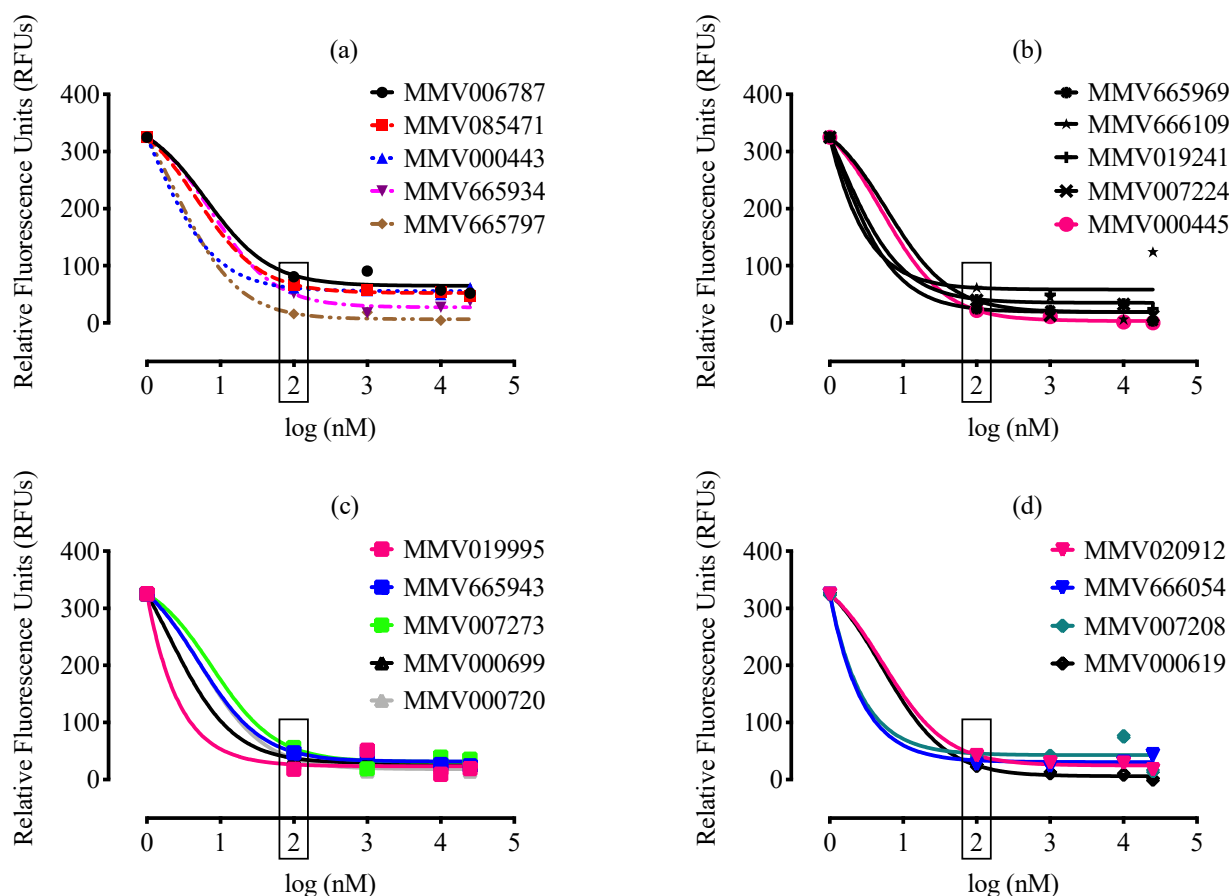 (a)
Relative Fluorescence Units (RFUs)
400
300
200
100
0
0 1 2 3 4 5
log (nM)
MMV006787
MMV085471
MMV000443
MMV665934
MMV665797
(b)
Relative Fluorescence Units (RFUs)
400
300
200
100
0
0 1 2 3 4 5
log (nM)
MMV665969
MMV666109
MMV019241
MMV007224
MMV000445
(c)
Relative Fluorescence Units (RFUs)
400
300
200
100
0
0 1 2 3 4 5
log (nM)
MMV019995
MMV665943
MMV007273
MMV000699
MMV000720
(d)
Relative Fluorescence Units (RFUs)
400
300
200
100
0
0 1 2 3 4 5
log (nM)
MMV020912
MMV666054
MMV007208
MMV000619